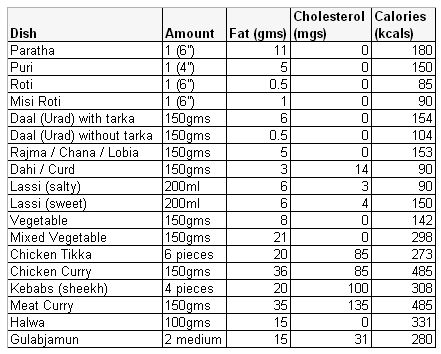 Dish Amount Fat (gms) Cholesterol (mgs) Calories (kcals)
Paratha 1 (6") 11 0 180
Puri 1 (4") 5 0 150
Roti 1 (6") 0.5 0 85
Misi Roti 1 (6") 1 0 90
Daal (Urad) with tarka 150gms 6 0 154
Daal (Urad) without tarka 150gms 0.5 0 104
Rajma / Chana / Lobia 150gms 5 0 153
Dahi / Curd 150gms 3 14 90
Lassi (salty) 200ml 6 3 90
Lassi (sweet) 200ml 6 4 150
Vegetable 150gms 8 0 142
Mixed Vegetable 150gms 21 0 298
Chicken Tikka 6 pieces 20 85 273
Chicken Curry 150gms 36 85 485
Kebabs (sheekh) 4 pieces 20 100 308
Meat Curry 150gms 35 135 485
Halwa 100gms 15 0 331
Gulabjamun 2 medium 15 31 280